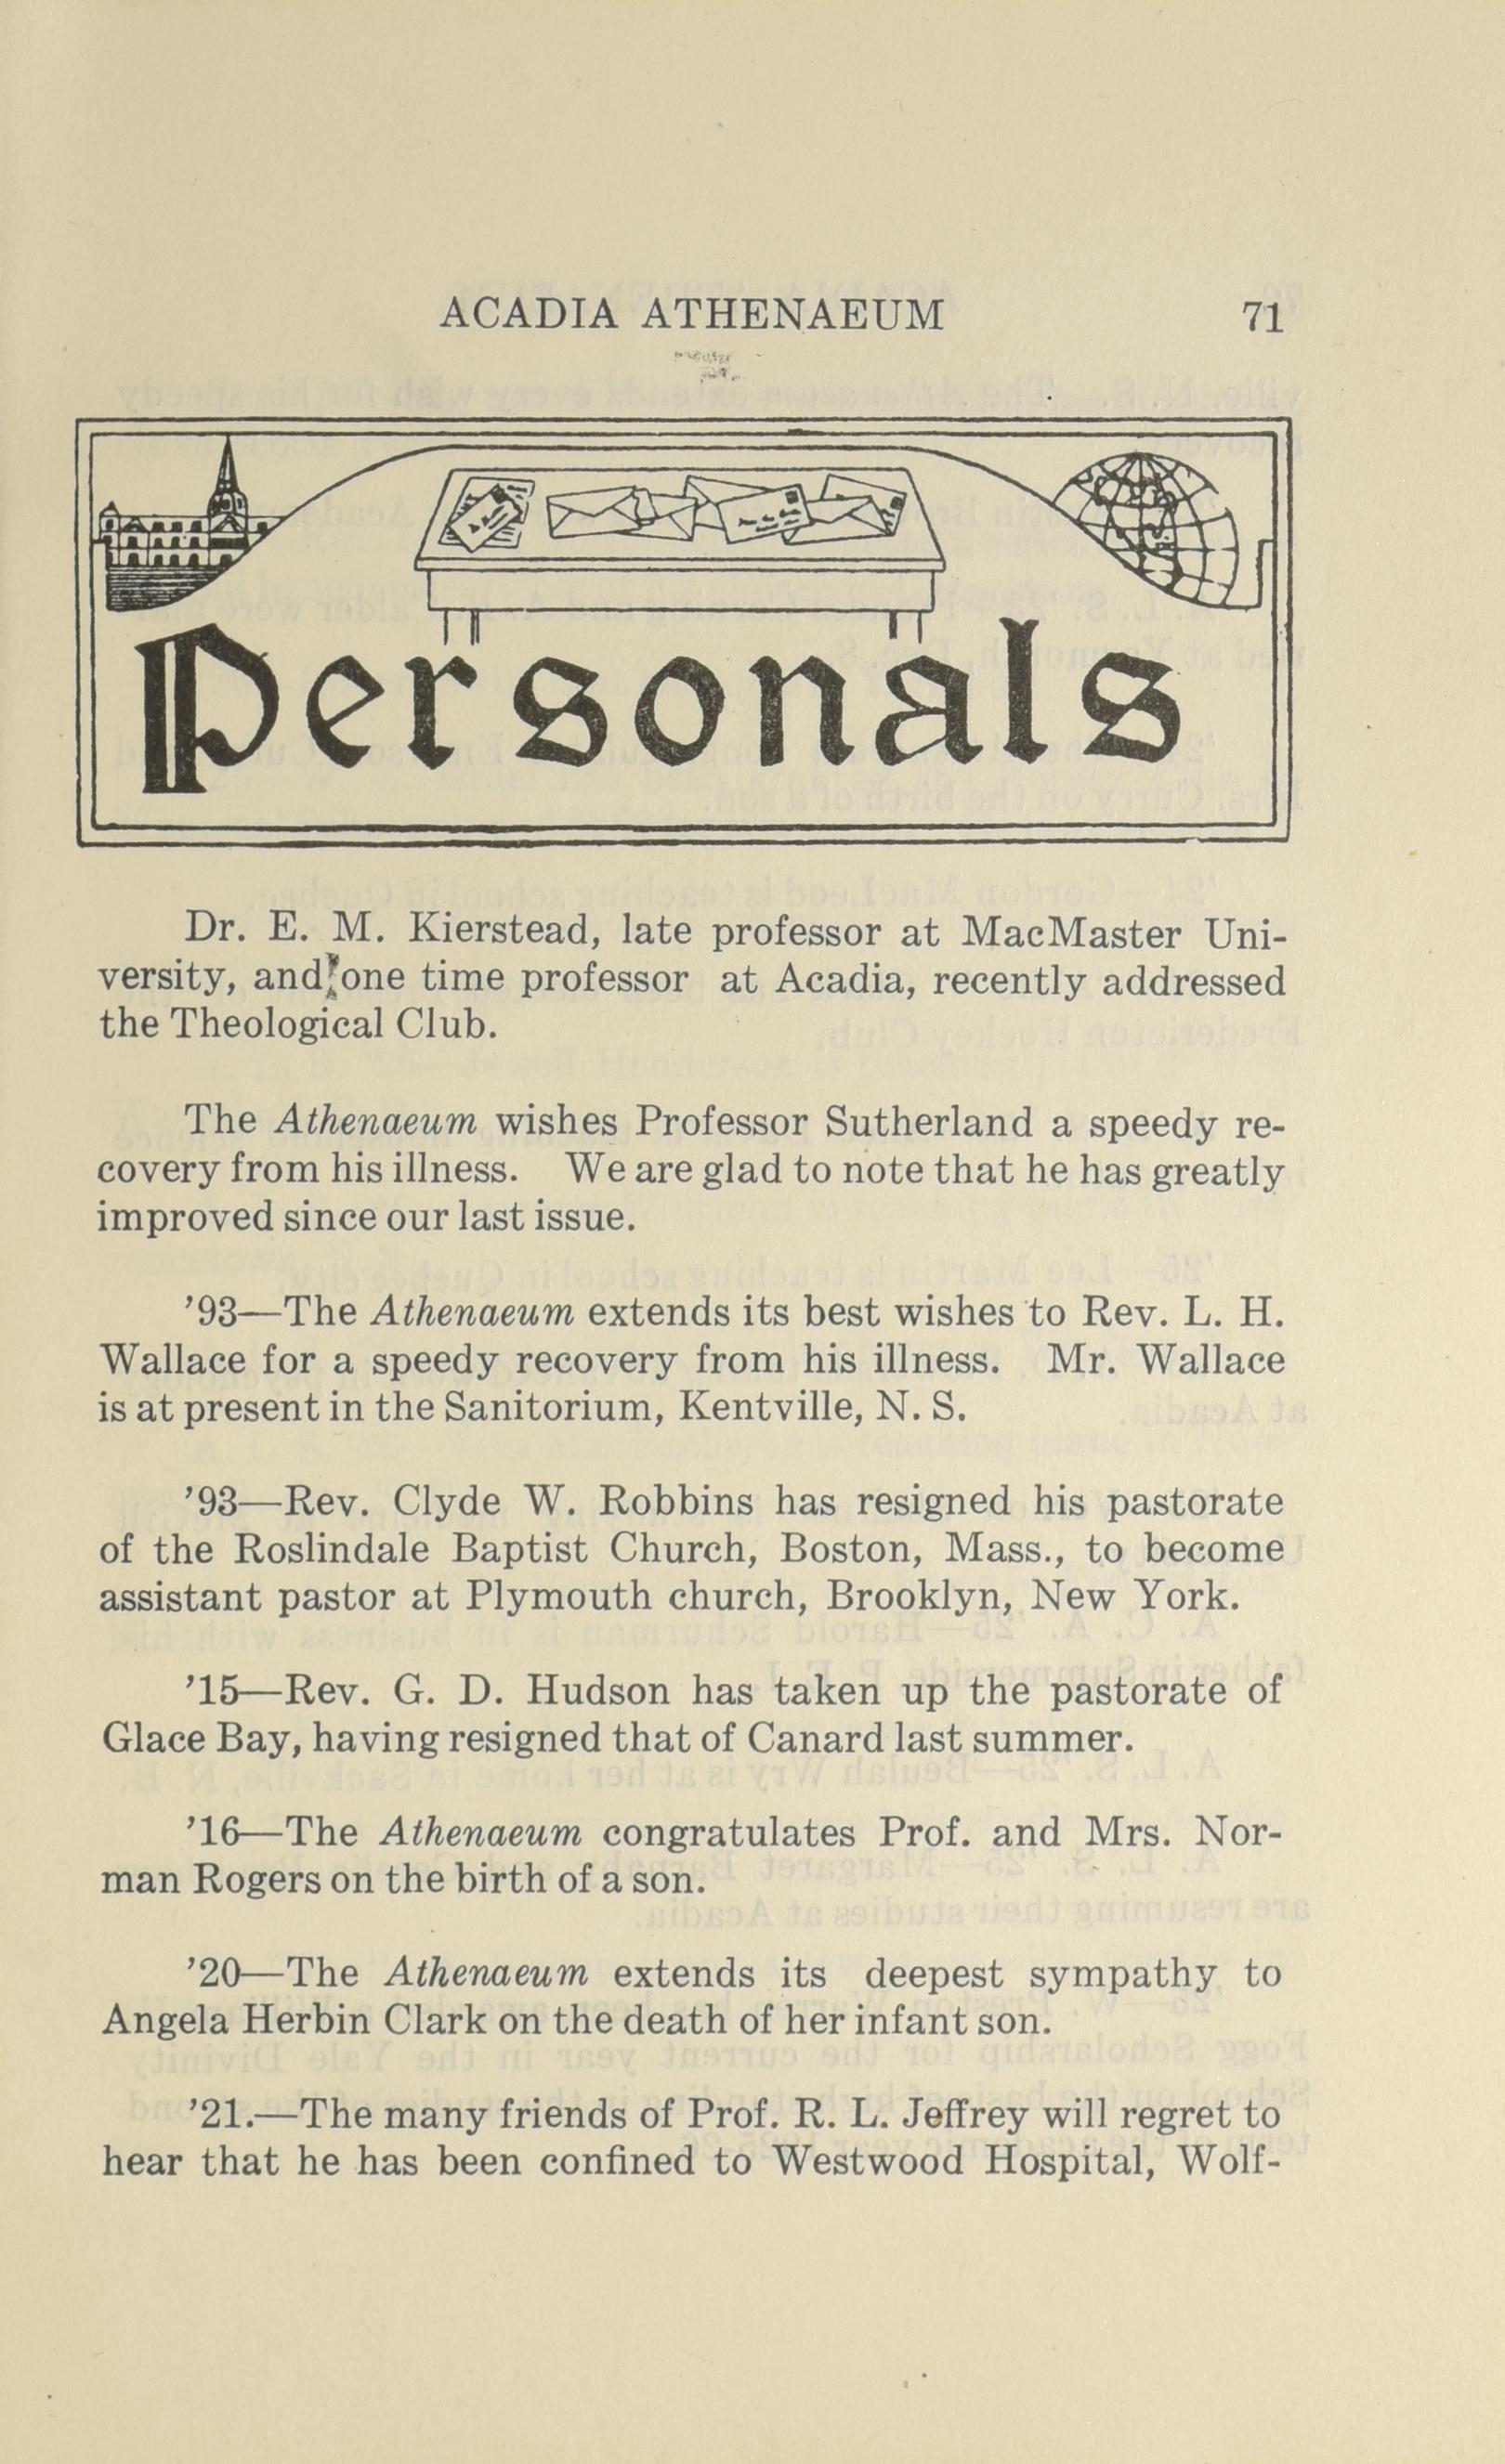 ACADIA ATHENAEUM 71
Personals
Dr. E. M. Kierstead, late professor at MacMaster Uni-
versity, and one time professor at Acadia, recently addressed
the Theological Club.
The Athenaeum wishes Professor Sutherland a speedy re-
covery from his illness. We are glad to note that he has greatly
improved since our last issue.
’93—The Athenaeum extends its best wishes to Rev. L. H.
Wallace for a speedy recovery from his illness. Mr. Wallace
is at present in the Sanitorium, Kentville, N. S.
’93—Rev. Clyde W. Robbins has resigned his pastorate
of the Roslindale Baptist Church, Boston, Mass., to become
assistant pastor at Plymouth church, Brooklyn, New York.
’15—Rev. G. D. Hudson has taken up the pastorate of
Glace Bay, having resigned that of Canard last summer.
’16—The Athenaeum congratulates Prof. and Mrs. Nor-
man Rogers on the birth of a son.
’20—The Athenaeum extends its deepest sympathy to
Angela Herbin Clark on the death of her infant son.
’21.—The many friends of Prof. R. L. Jeffrey will regret to
hear that he has been confined to Westwood Hospital, Wolf-